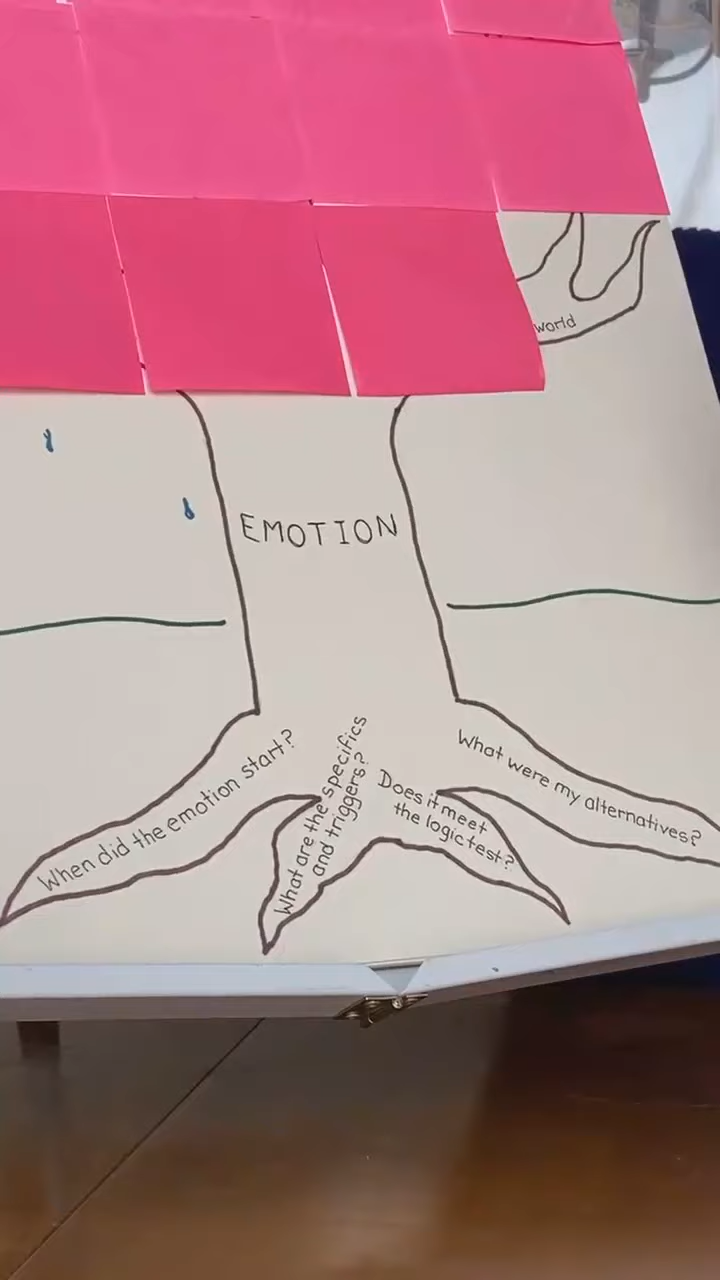 world
EMOTION
When did the emotion start?
What are the specifics
and triggers?
Does it meet
the logic test?
What were my alternatives?